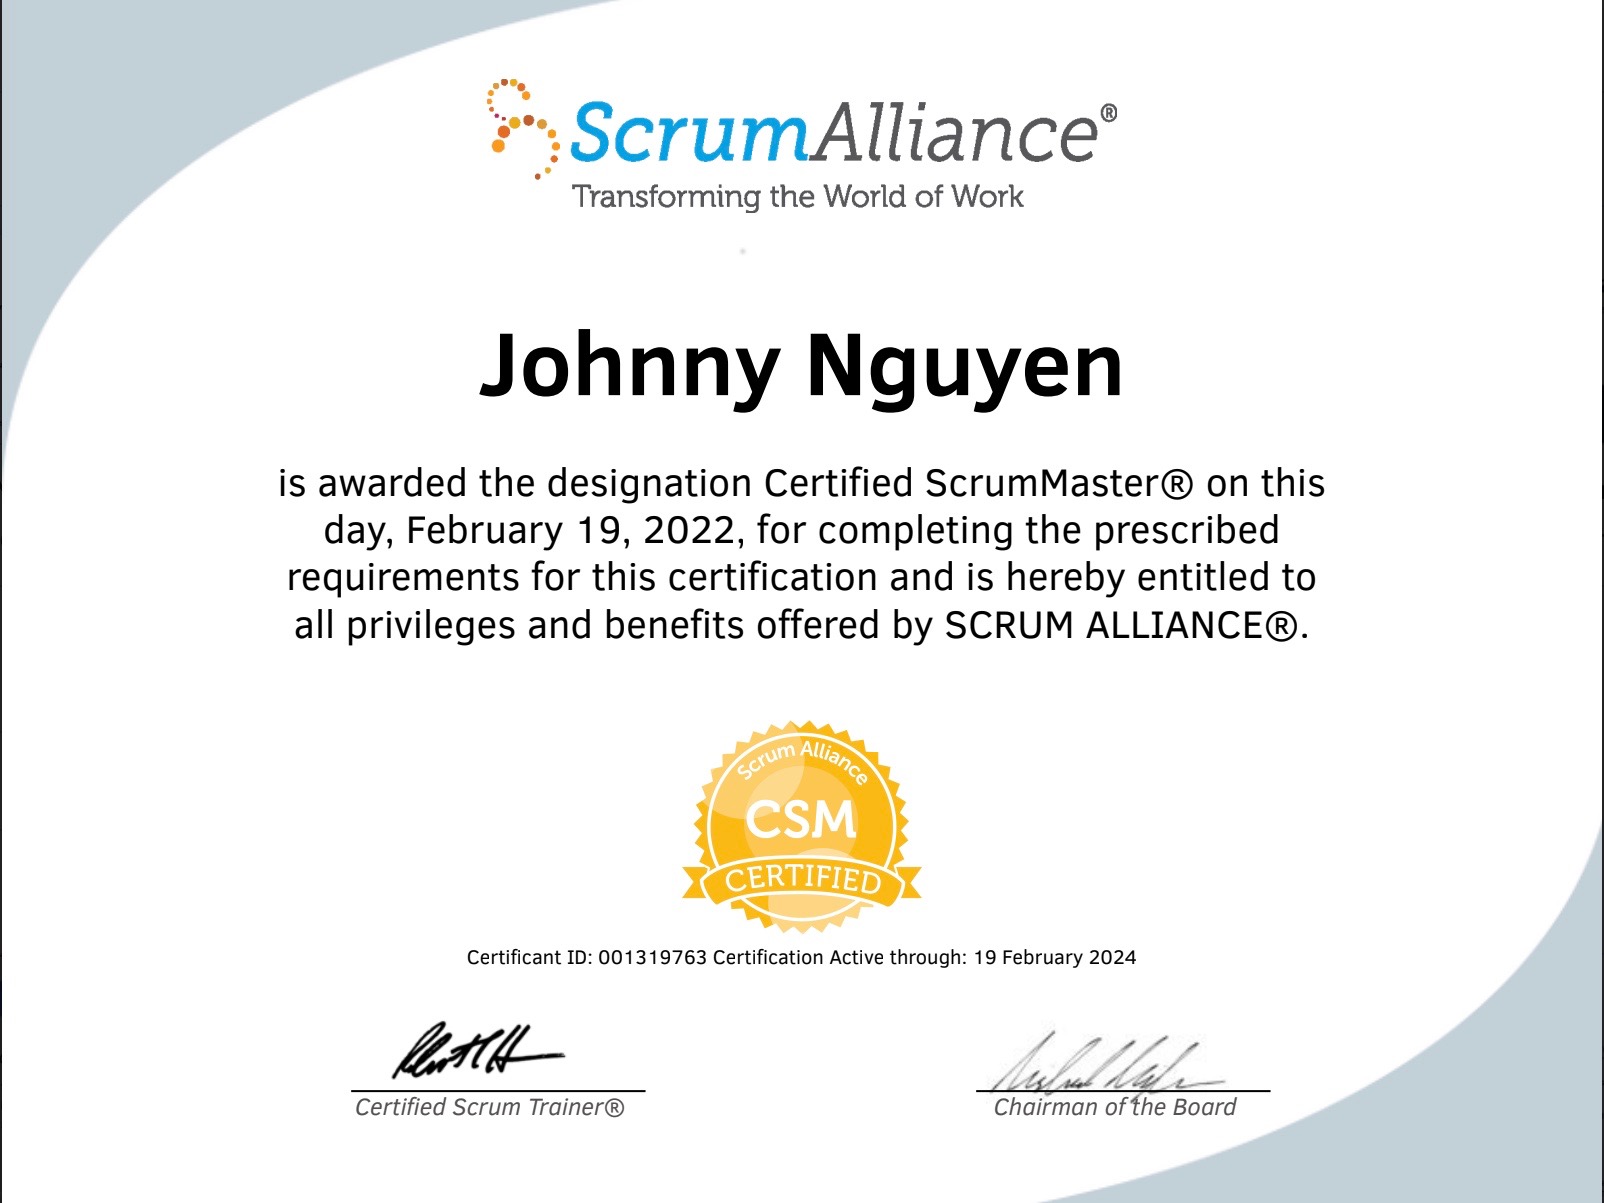 ScrumAlliance®
Transforming the World of Work
Johnny Nguyen
is awarded the designation Certified ScrumMaster® on this
day, February 19, 2022, for completing the prescribed
requirements for this certification and is hereby entitled to
all privileges and benefits offered by SCRUM ALLIANCE®.
Scrum Alliance
CSM
CERTIFIED
Certificant ID: 001319763 Certification Active through: 19 February 2024
Certified Scrum Trainer®
Chairman of the Board